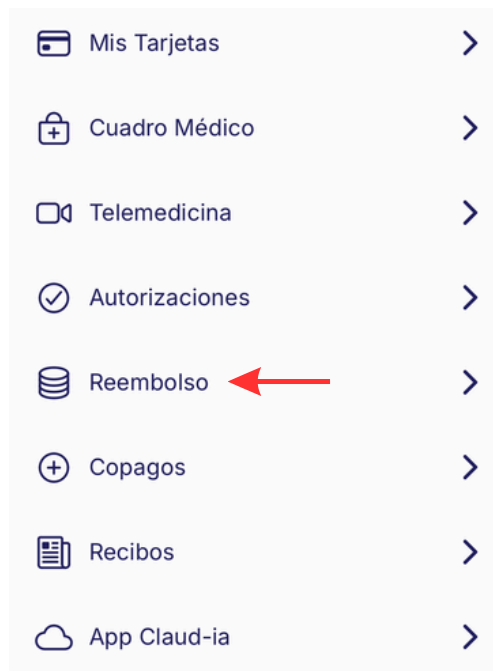 Mis Tarjetas
Cuadro Médico
Telemedicina
Autorizaciones
Reembolso
Copagos
Recibos
App Claud-ia